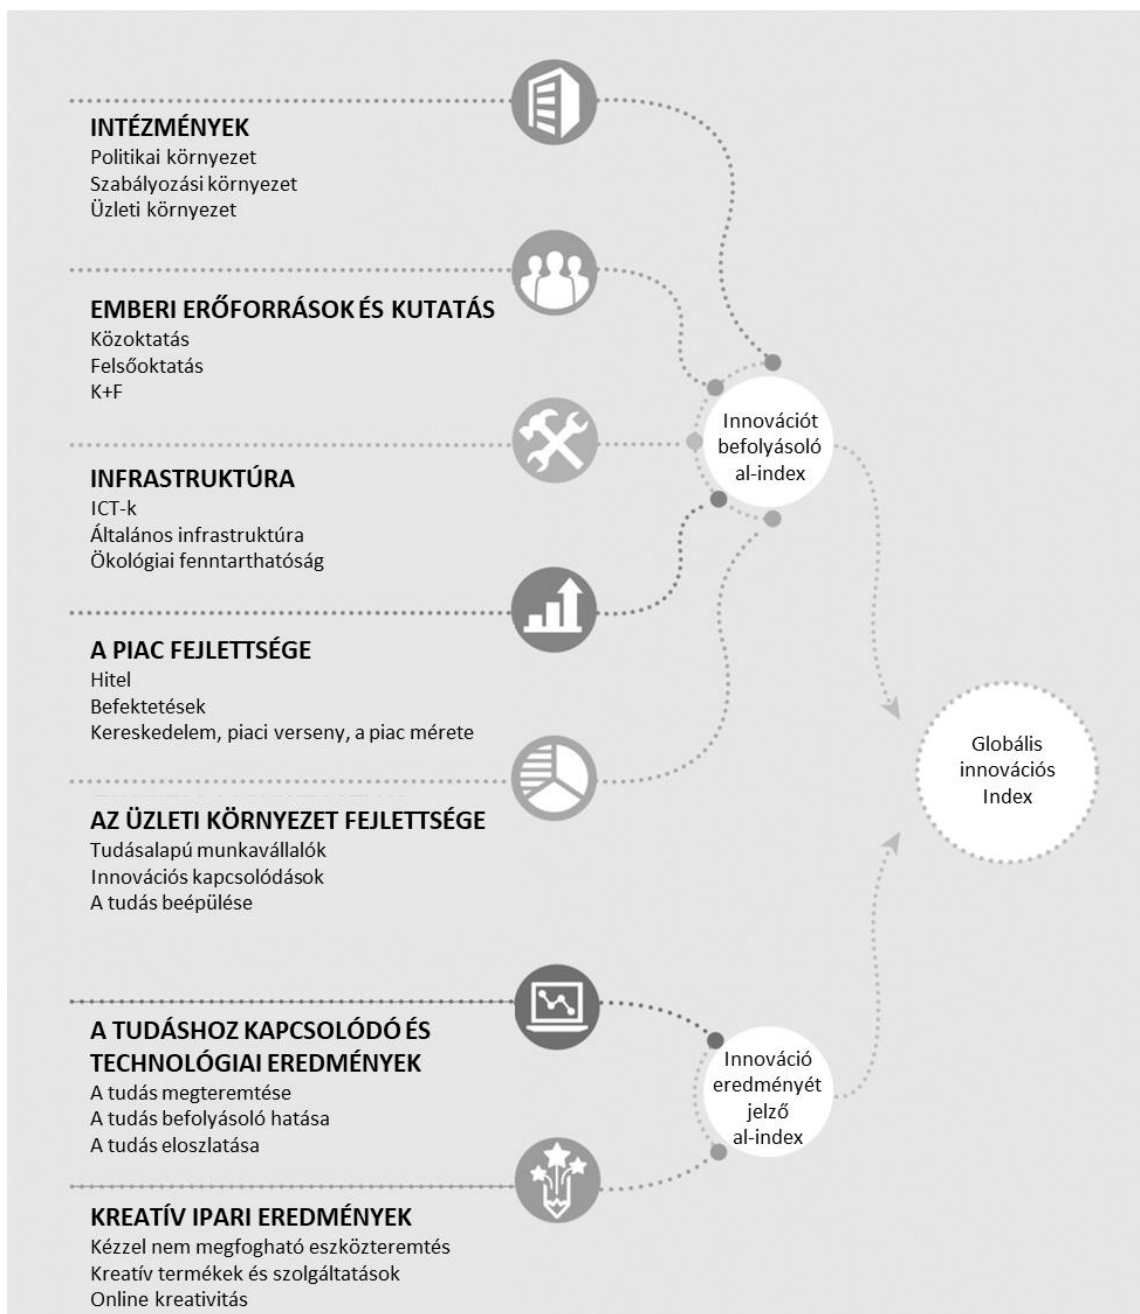 INTÉZMÉNYEK
Politikai környezet
Szabályozási környezet
Üzleti környezet
EMBERI ERŐFORRÁSOK ÉS KUTATÁS
Közoktatás
Felsőoktatás
K+F
INFRASTRUKTÚRA
ICT-k
Általános infrastruktúra
Ökológiai fenntarthatóság
A PIAC FEJLETTSÉGE
Hitel
Befektetések
Kereskedelem, piaci verseny, a piac mérete
AZ ÜZLETI KÖRNYEZET FEJLETTSÉGE
Tudásalapú munkavállalók
Innovációs kapcsolódások
A tudás beépülése
A TUDÁSHOZ KAPCSOLÓDÓ ÉS
TECHNOLÓGIAI EREDMÉNYEK
A tudás megteremtése
A tudás befolyásoló hatása
A tudás eloszlatása
KREATÍV IPARI EREDMÉNYEK
Kézzel nem megfogható eszközteremtés
Kreatív termékek és szolgáltatások
Online kreativitás
Innovációt
befolyásoló
al-index
Innováció
eredményét
jelző
al-index
Globális
innovációs
Index